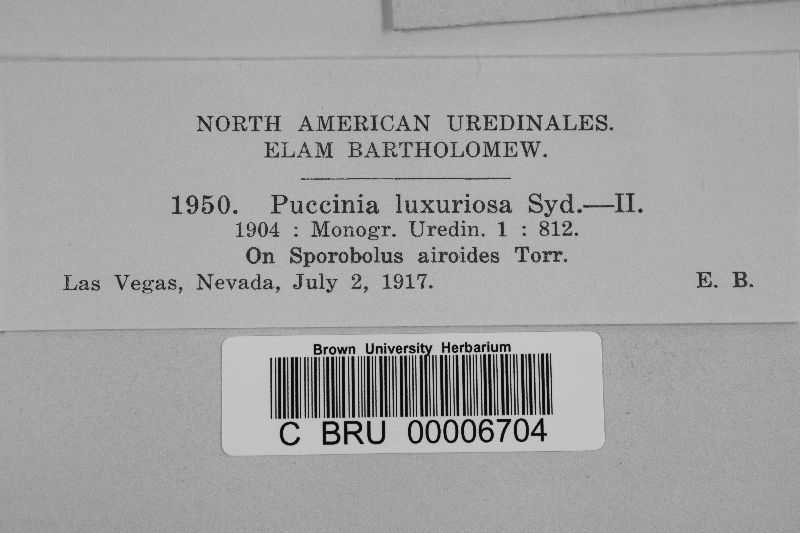 NORTH AMERICAN UREDINALES.
ELAM BARTHOLOMEW.
1950. Puccinia luxuriosa Syd.—II.
1904 : Monogr. Uredin. 1 : 812.
On Sporobolus airoides Torr.
Las Vegas, Nevada, July 2, 1917. E. B.
Brown University Herbarium
C BRU 00006704